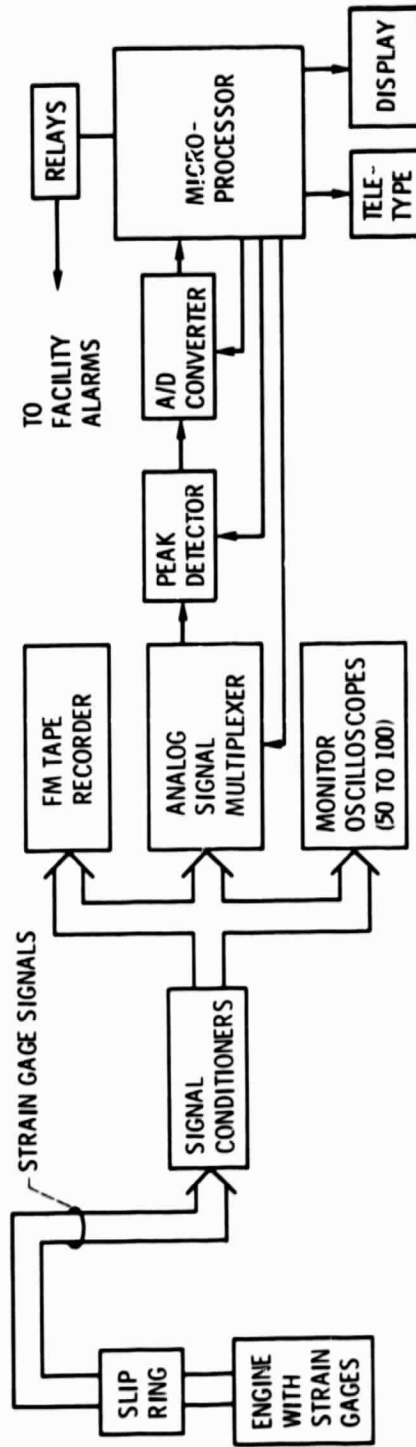 STRAIN GAGE SIGNALS
SLIP
RING
ENGINE
WITH STRAIN
GAGES
SIGNAL
CONDITIONERS
FM TAPE
RECORDER
ANALOG
SIGNAL
MULTIPLEXER
MONITOR
OSCILLOSCOPES
(50 TO 100)
PEAK
DETECTOR
A/D
CONVERTER
TO
FACILITY
ALARMS
RELAYS
MICRO-
PROCESSOR
TELE-
TYPE
DISPLAY